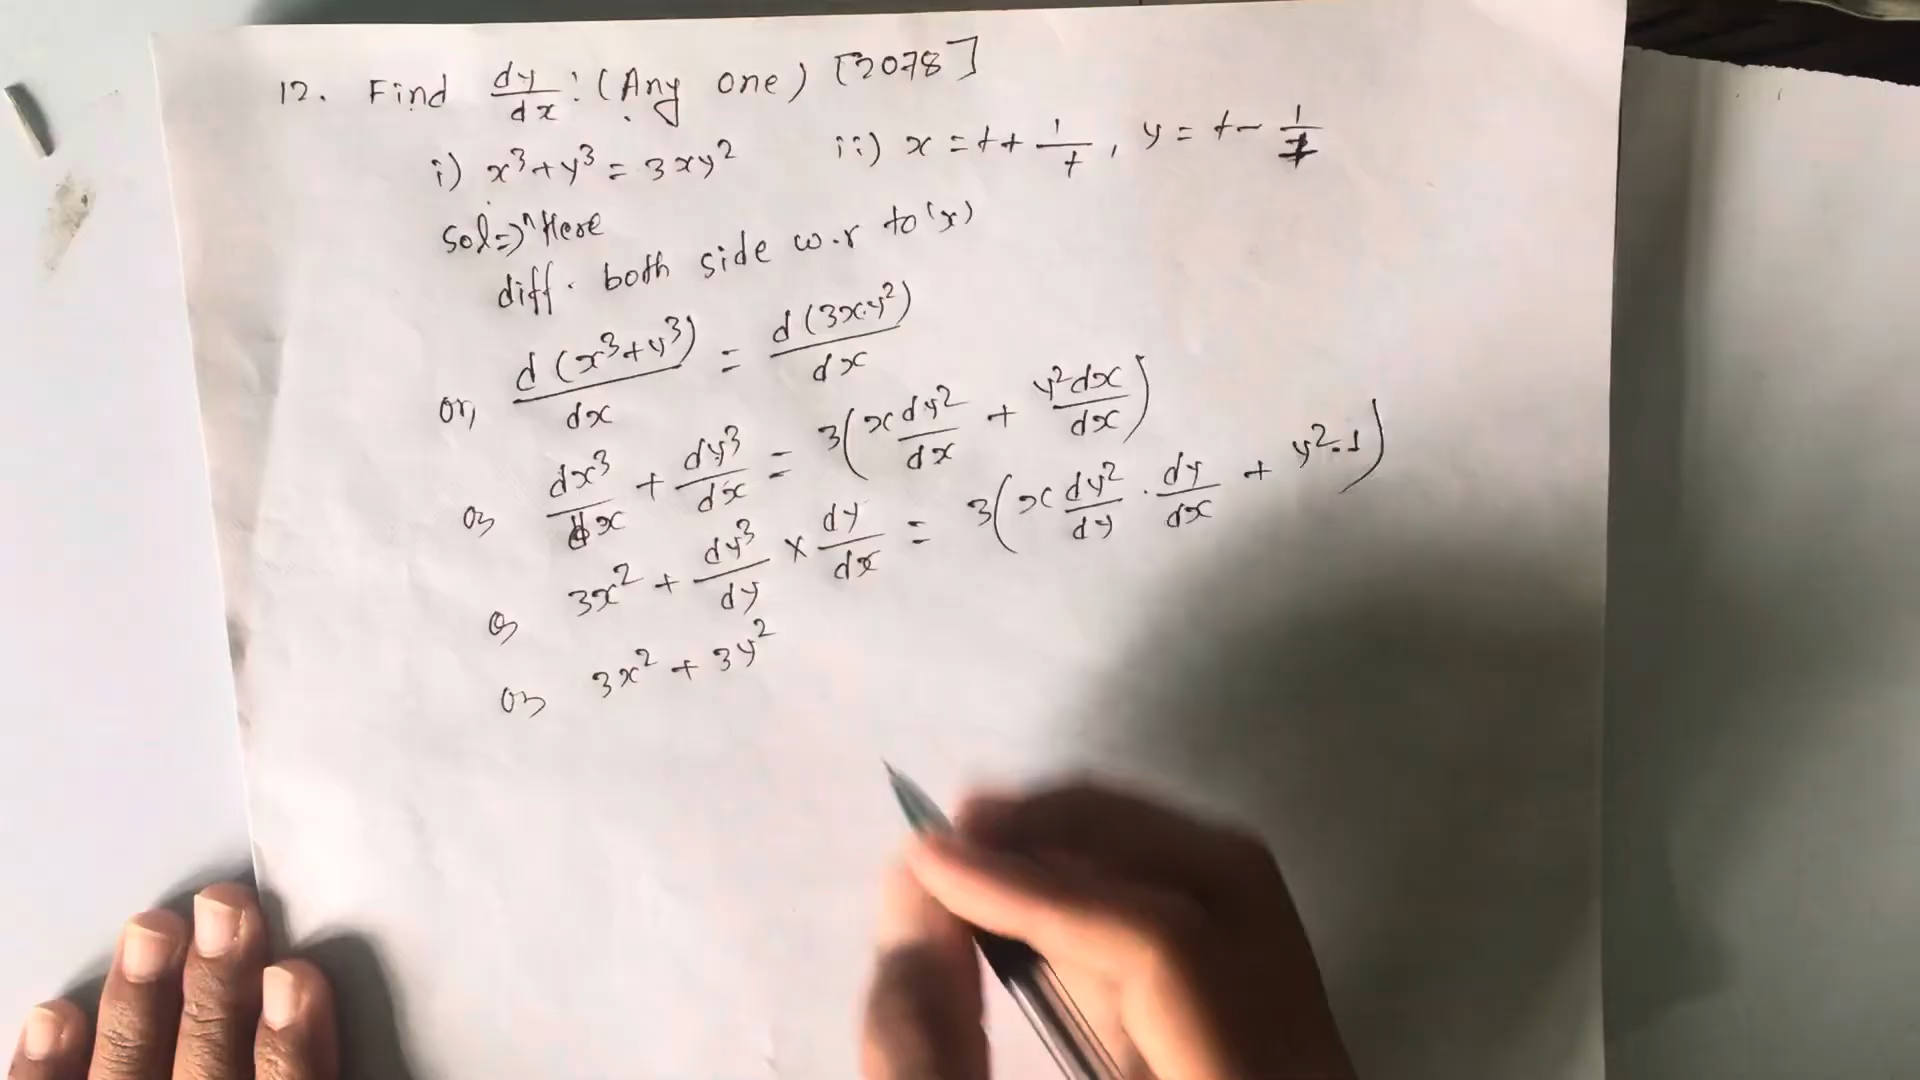 12. Find dy/dx : (Any one) [2078]
i) x³+y³ = 3xy² ii) x = t + 1/t , y = t - 1/t
Sol=>ⁿ Here
diff. both side w.r to (x)
or, d(x³+y³)/dx = d(3x.y²)/dx
or dx³/dx + dy³/dx = 3(x dy²/dx + y²dx/dx)
or 3x² + dy³/dy × dy/dx = 3(x dy²/dy . dy/dx + y².1)
or 3x² + 3y²